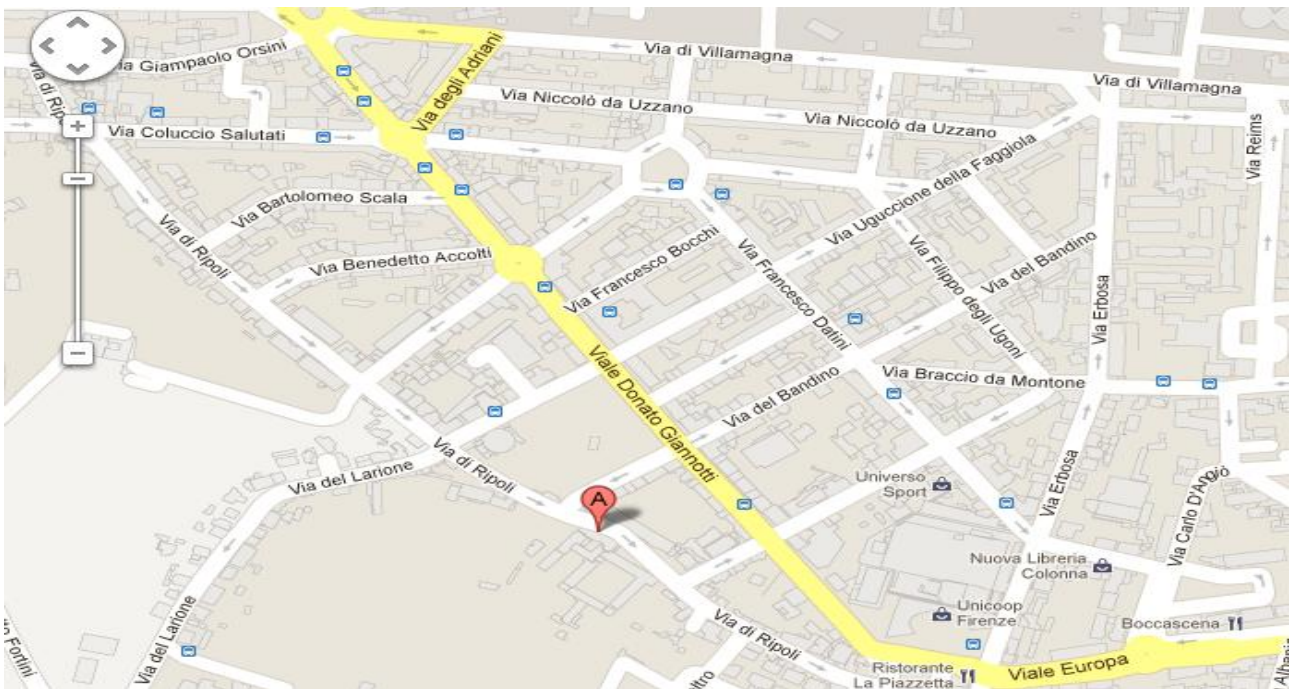 Via di Villamagna
Via di Villamagna
Via Giampaolo Orsini
Via degli Adriani
Via Niccolò da Uzzano
Via Niccolò da Uzzano
Via di
Via Coluccio Salutati
Via Reims
Via Uguccione della Faggiola
Via Bartolomeo Scala
Via di Ripoli
Via Benedetto Accolti
Via Francesco Bocchi
Via Francesco Datini
Via Filippo degli Ugoni
Via del Bandino
Via Erbosa
Viale Donato Giannotti
Via del Bandino
Via Braccio da Montone
Via di Ripoli
Via del Larione
A
Universo
Sport
Via Erbosa
Via Carlo D'Angiò
Nuova Libreria
Colonna
Via del Larione
Unicoop
Firenze
Boccascena
Via di Ripoli
Fortini
Ristorante
La Piazzetta
Viale Europa